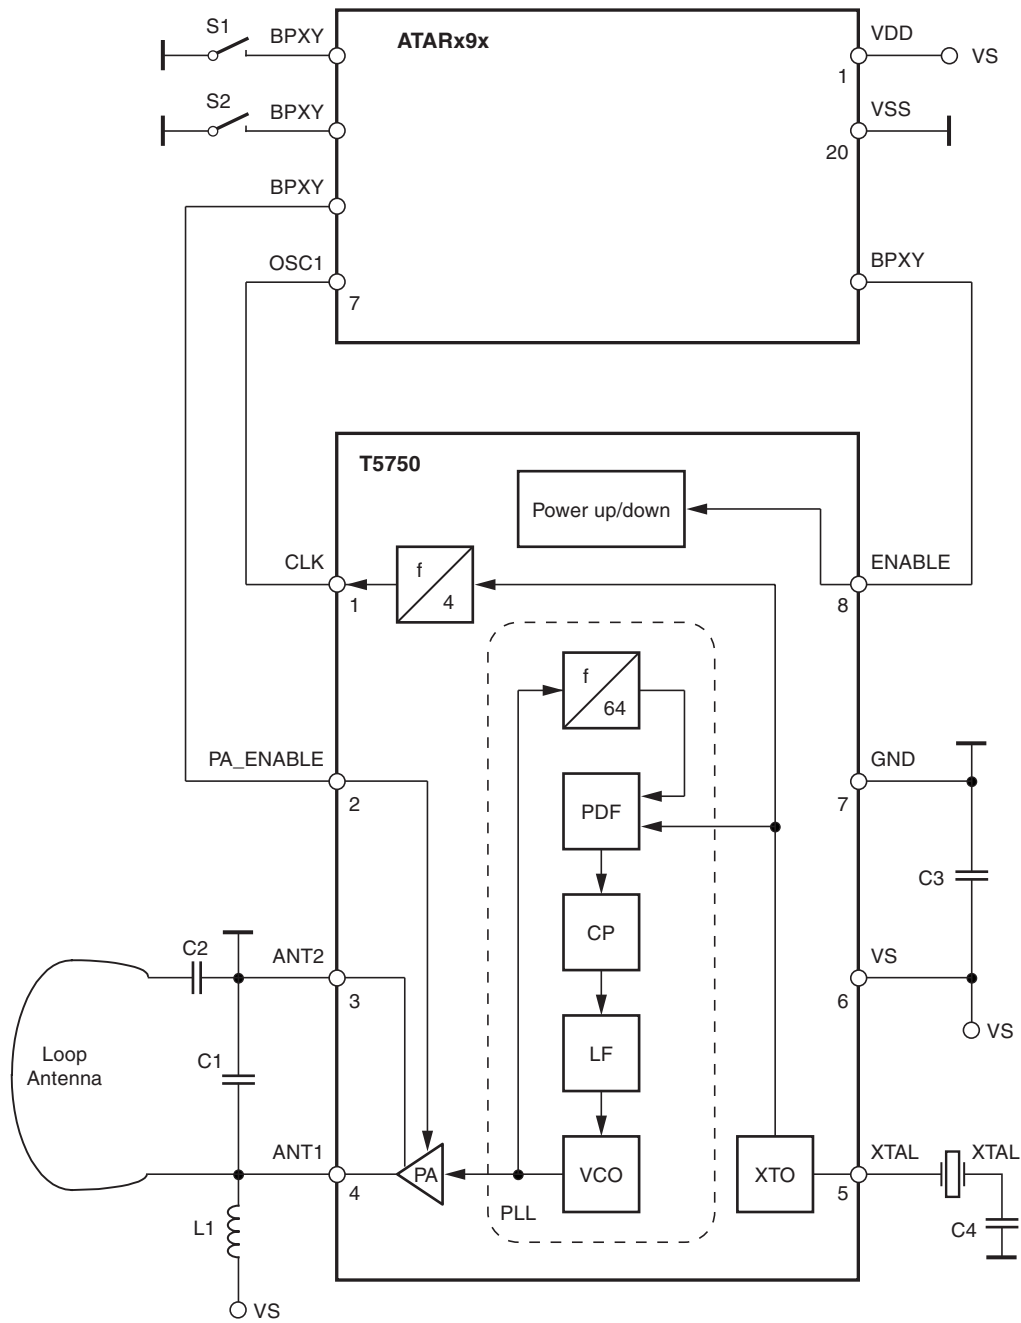 S1
BPXY
ATARx9x
VDD
1
VS
S2
BPXY
VSS
20
BPXY
OSC1
7
BPXY
T5750
Power up/down
CLK
1
f
4
ENABLE
8
f
64
PA_ENABLE
2
GND
7
PDF
C3
CP
C2
ANT2
3
VS
6
VS
Loop
Antenna
C1
LF
ANT1
4
PA
VCO
XTO
XTAL
5
XTAL
PLL
L1
C4
VS